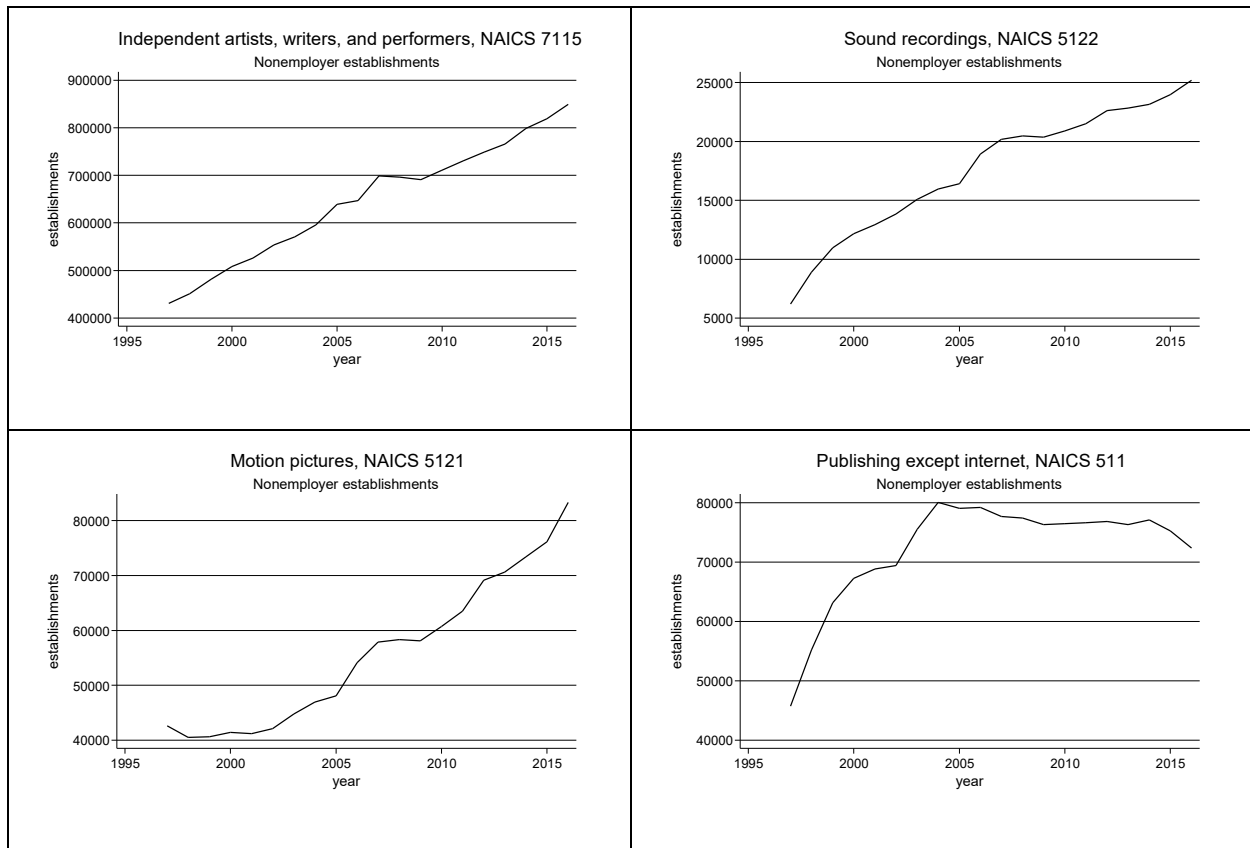 Independent artists, writers, and performers, NAICS 7115
Nonemployer establishments
900000
800000
700000
600000
500000
400000
establishments
1995 2000 2005 2010 2015
year
Sound recordings, NAICS 5122
Nonemployer establishments
25000
20000
15000
10000
5000
establishments
1995 2000 2005 2010 2015
year
Motion pictures, NAICS 5121
Nonemployer establishments
80000
70000
60000
50000
40000
establishments
1995 2000 2005 2010 2015
year
Publishing except internet, NAICS 511
Nonemployer establishments
80000
70000
60000
50000
40000
establishments
1995 2000 2005 2010 2015
year